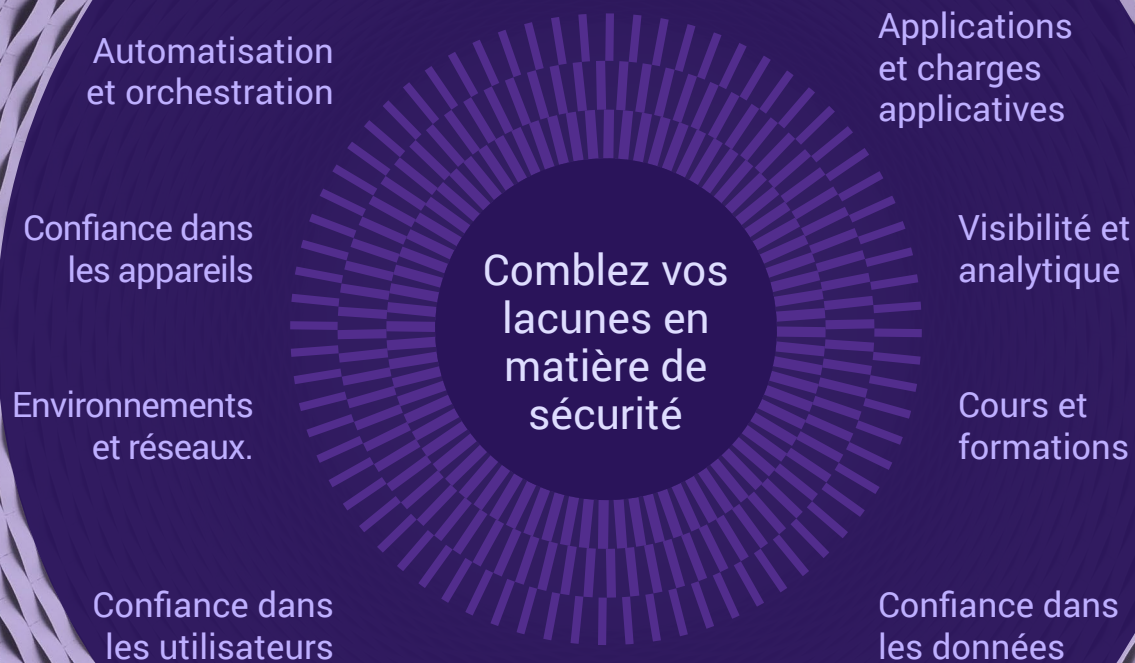 Automatisation
et orchestration
Applications
et charges
applicatives
Confiance dans
les appareils
Visibilité et
analytique
Comblez vos
lacunes en
matière de
sécurité
Environnements
et réseaux.
Cours et
formations
Confiance dans
les utilisateurs
Confiance dans
les données